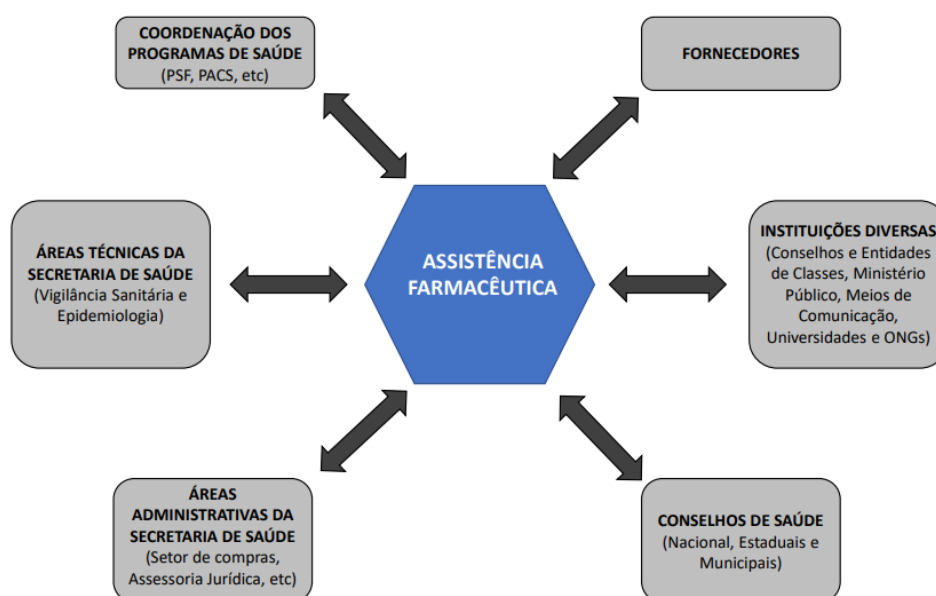 COORDENAÇÃO DOS
PROGRAMAS DE SAÚDE
(PSF, PACS, etc)
FORNECEDORES
ÁREAS TÉCNICAS DA
SECRETARIA DE SAÚDE
(Vigilância Sanitária e
Epidemiologia)
ASSISTÊNCIA
FARMACÊUTICA
INSTITUIÇÕES DIVERSAS
(Conselhos e Entidades
de Classes, Ministério
Público, Meios de
Comunicação,
Universidades e ONGs)
ÁREAS
ADMINISTRATIVAS DA
SECRETARIA DE SAÚDE
(Setor de compras,
Assessoria Jurídica, etc)
CONSELHOS DE SAÚDE
(Nacional, Estaduais e
Municipais)